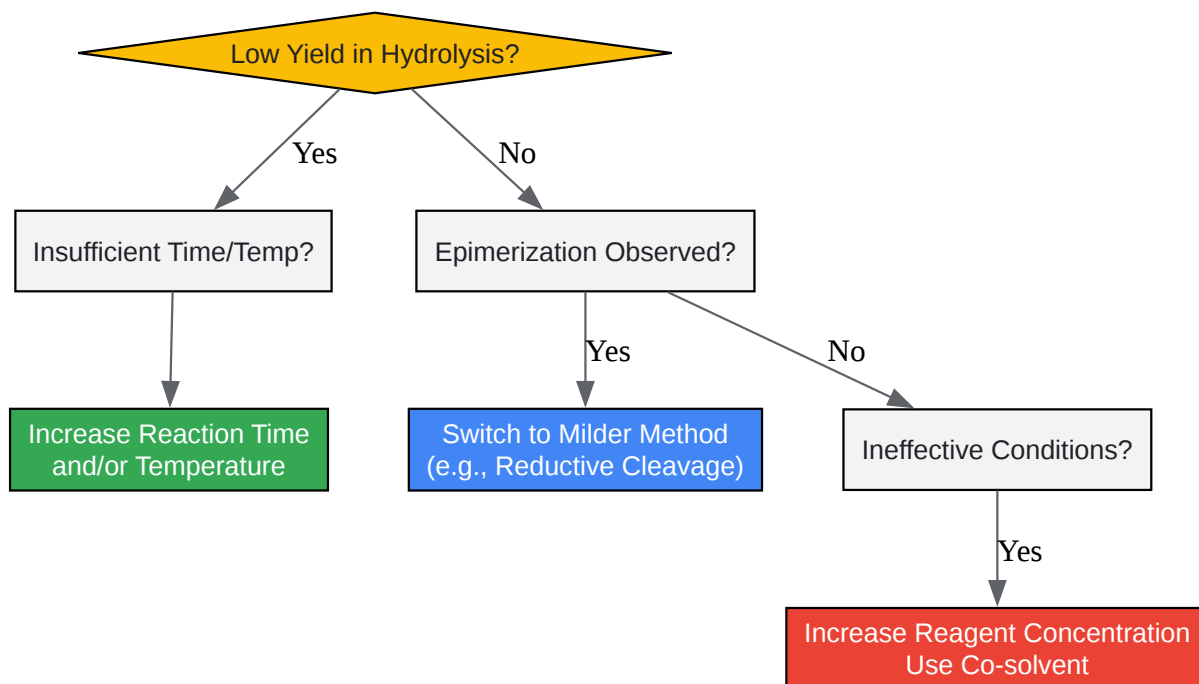 Low Yield in Hydrolysis?
Yes
No
Insufficient Time/Temp?
Epimerization Observed?
Yes
No
Increase Reaction Time
and/or Temperature
Switch to Milder Method
(e.g., Reductive Cleavage)
Ineffective Conditions?
Yes
Increase Reagent Concentration
Use Co-solvent